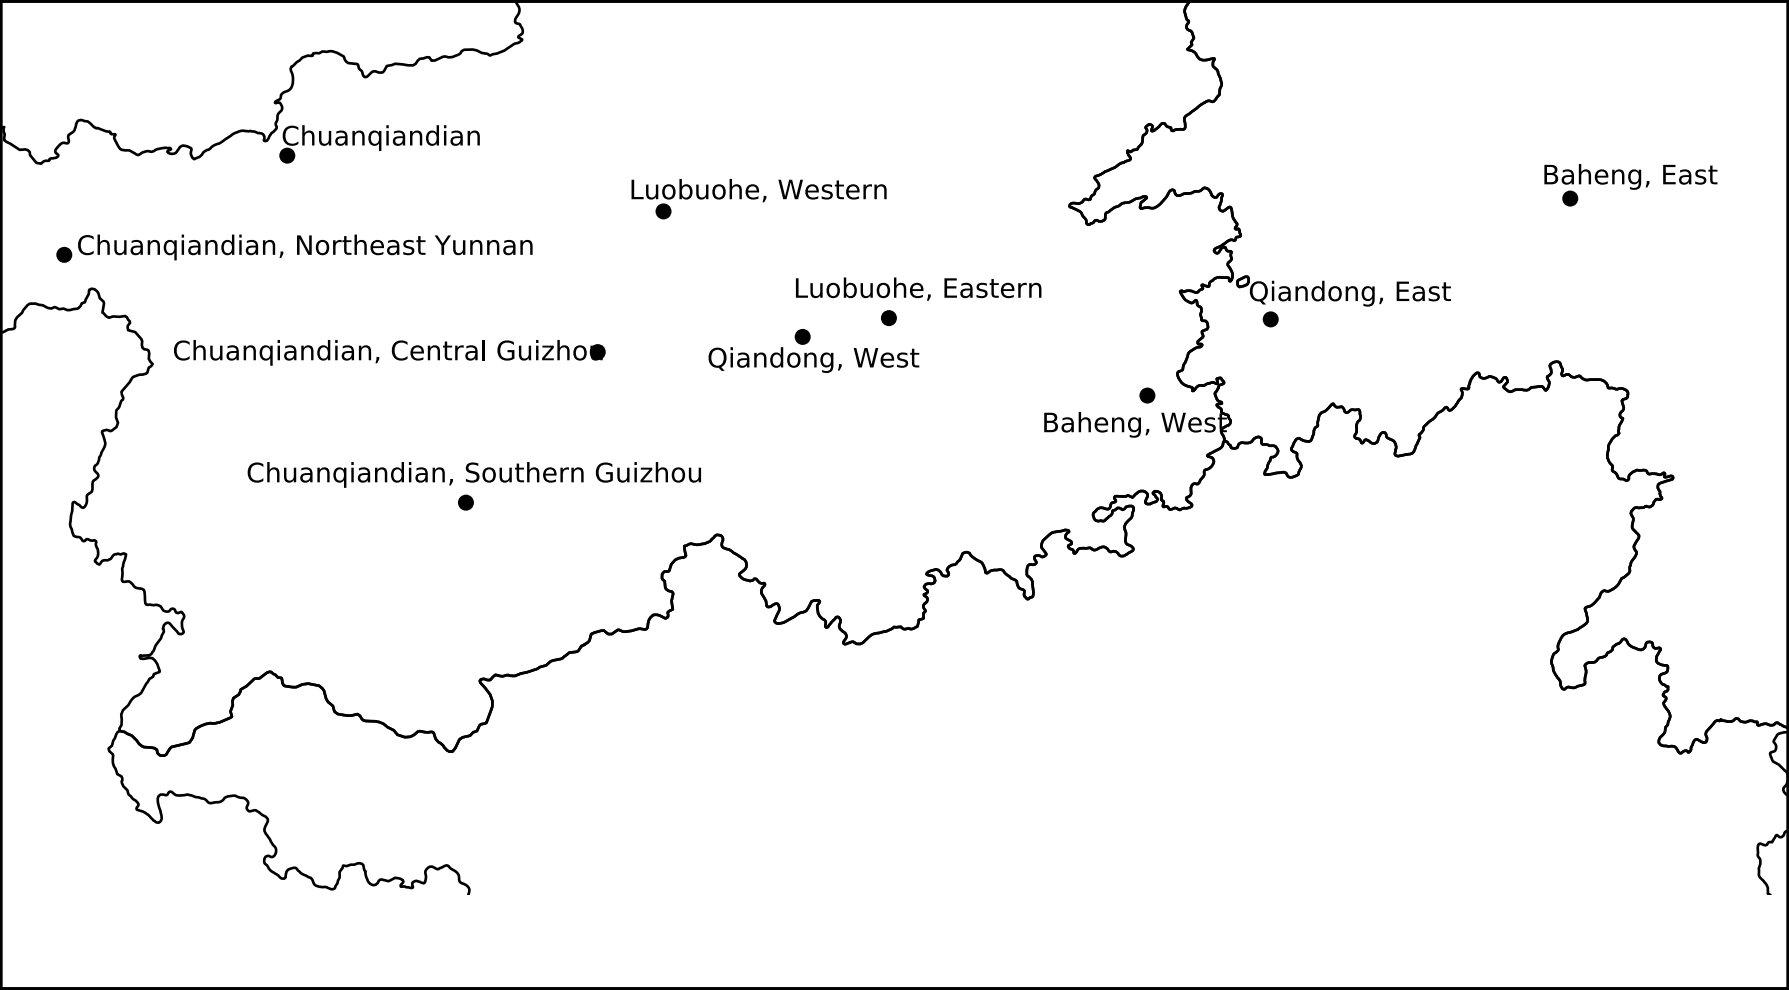 Chuanqiandian
Baheng, East
Luobuohe, Western
Chuanqiandian, Northeast Yunnan
Luobuohe, Eastern
Qiandong, East
Chuanqiandian, Central Guizhou
Qiandong, West
Baheng, West
Chuanqiandian, Southern Guizhou